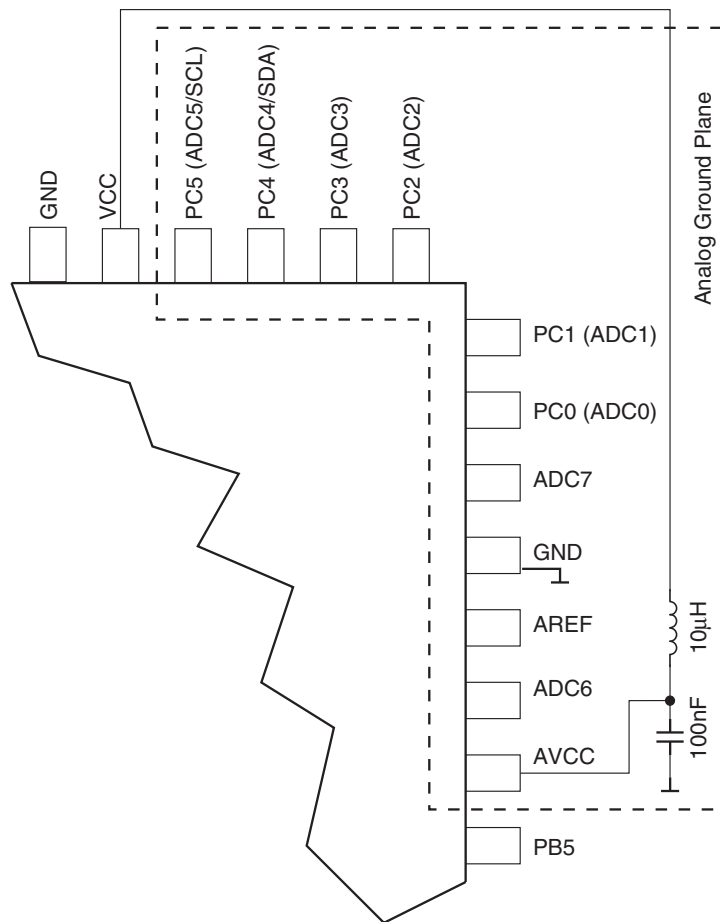 GND
VCC
PC5 (ADC5/SCL)
PC4 (ADC4/SDA)
PC3 (ADC3)
PC2 (ADC2)
Analog Ground Plane
PC1 (ADC1)
PC0 (ADC0)
ADC7
GND
AREF
ADC6
AVCC
PB5
10µH
100nF